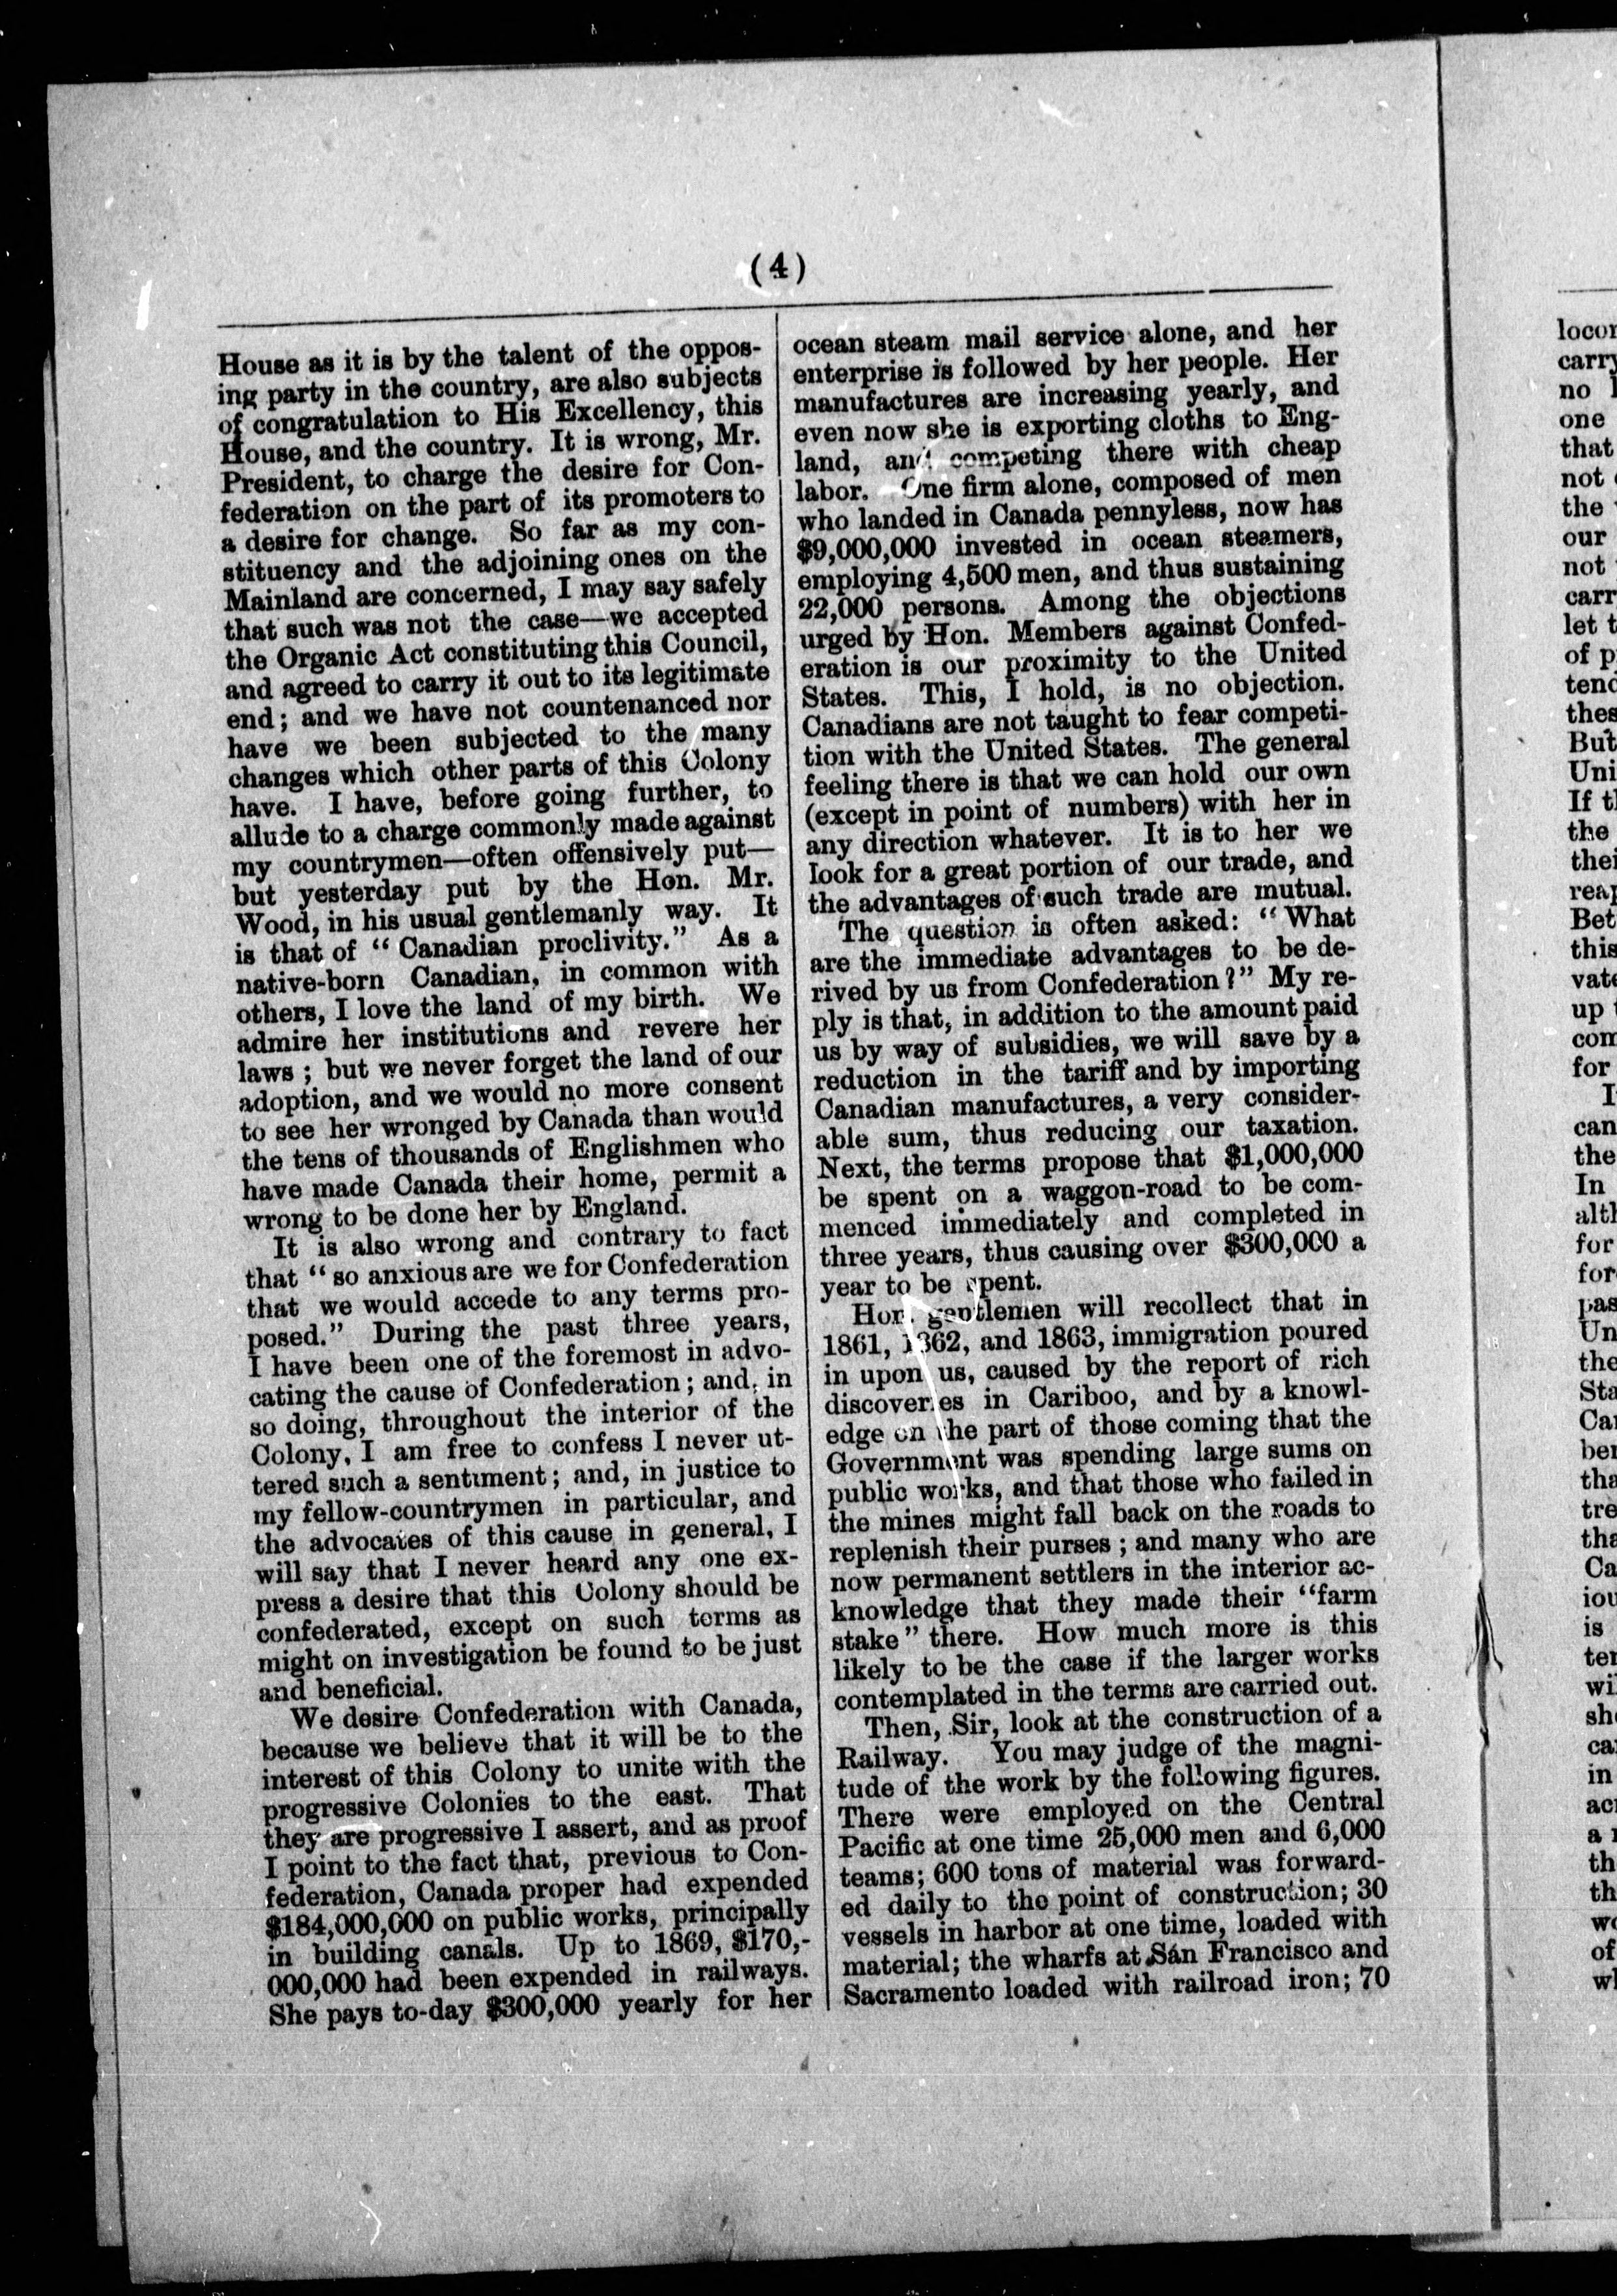 (4)
House as it is by the talent of the oppos-
ing party in the country, are also subjects
of congratulation to His Excellency, this
House, and the country. It is wrong, Mr.
President, to charge the desire for Con-
federation on the part of its promoters to
a desire for change. So far as my con-
stituency and the adjoining ones on the
Mainland are concerned, I may say safely
that such was not the case—we accepted
the Organic Act constituting this Council,
and agreed to carry it out to its legitimate
end; and we have not countenanced nor
have we been subjected to the many
changes which other parts of this Colony
have. I have, before going further, to
allude to a charge commonly made against
my countrymen—often offensively put—
but yesterday put by the Hon. Mr.
Wood, in his usual gentlemanly way. It
is that of "Canadian proclivity." As a
native-born Canadian, in common with
others, I love the land of my birth. We
admire her institutions and revere her
laws; but we never forget the land of our
adoption, and we would no more consent
to see her wronged by Canada than would
the tens of thousands of Englishmen who
have made Canada their home, permit a
wrong to be done her by England.
It is also wrong and contrary to fact
that "so anxious are we for Confederation
that we would accede to any terms pro-
posed." During the past three years,
I have been one of the foremost in advo-
cating the cause of Confederation; and, in
so doing, throughout the interior of the
Colony, I am free to confess I never ut-
tered such a sentiment; and, in justice to
my fellow-countrymen in particular, and
the advocates of this cause in general, I
will say that I never heard any one ex-
press a desire that this Colony should be
confederated, except on such terms as
might on investigation be found to be just
and beneficial.
We desire Confederation with Canada,
because we believe that it will be to the
interest of this Colony to unite with the
progressive Colonies to the east. That
they are progressive I assert, and as proof
I point to the fact that, previous to Con-
federation, Canada proper had expended
$184,000,000 on public works, principally
in building canals. Up to 1869, $170,-
000,000 had been expended in railways.
She pays to-day $300,000 yearly for her
ocean steam mail service alone, and her
enterprise is followed by her people. Her
manufactures are increasing yearly, and
even now she is exporting cloths to Eng-
land, and competing there with cheap
labor. One firm alone, composed of men
who landed in Canada pennyless, now has
$9,000,000 invested in ocean steamers,
employing 4,500 men, and thus sustaining
22,000 persons. Among the objections
urged by Hon. Members against Confed-
eration is our proximity to the United
States. This, I hold, is no objection.
Canadians are not taught to fear competi-
tion with the United States. The general
feeling there is that we can hold our own
(except in point of numbers) with her in
any direction whatever. It is to her we
look for a great portion of our trade, and
the advantages of such trade are mutual.
The question is often asked: "What
are the immediate advantages to be de-
rived by us from Confederation?" My re-
ply is that, in addition to the amount paid
us by way of subsidies, we will save by a
reduction in the tariff and by importing
Canadian manufactures, a very consider-
able sum, thus reducing our taxation.
Next, the terms propose that $1,000,000
be spent on a waggon-road to be com-
menced immediately and completed in
three years, thus causing over $300,000 a
year to be spent.
Hon. gentlemen will recollect that in
1861, 1862, and 1863, immigration poured
in upon us, caused by the report of rich
discoveries in Cariboo, and by a knowl-
edge on the part of those coming that the
Government was spending large sums on
public works, and that those who failed in
the mines might fall back on the roads to
replenish their purses; and many who are
now permanent settlers in the interior ac-
knowledge that they made their "farm
stake" there. How much more is this
likely to be the case if the larger works
contemplated in the terms are carried out.
Then, Sir, look at the construction of a
Railway. You may judge of the magni-
tude of the work by the following figures.
There were employed on the Central
Pacific at one time 25,000 men and 6,000
teams; 600 tons of material was forward-
ed daily to the point of construction; 30
vessels in harbor at one time, loaded with
material; the wharfs at San Francisco and
Sacramento loaded with railroad iron; 70